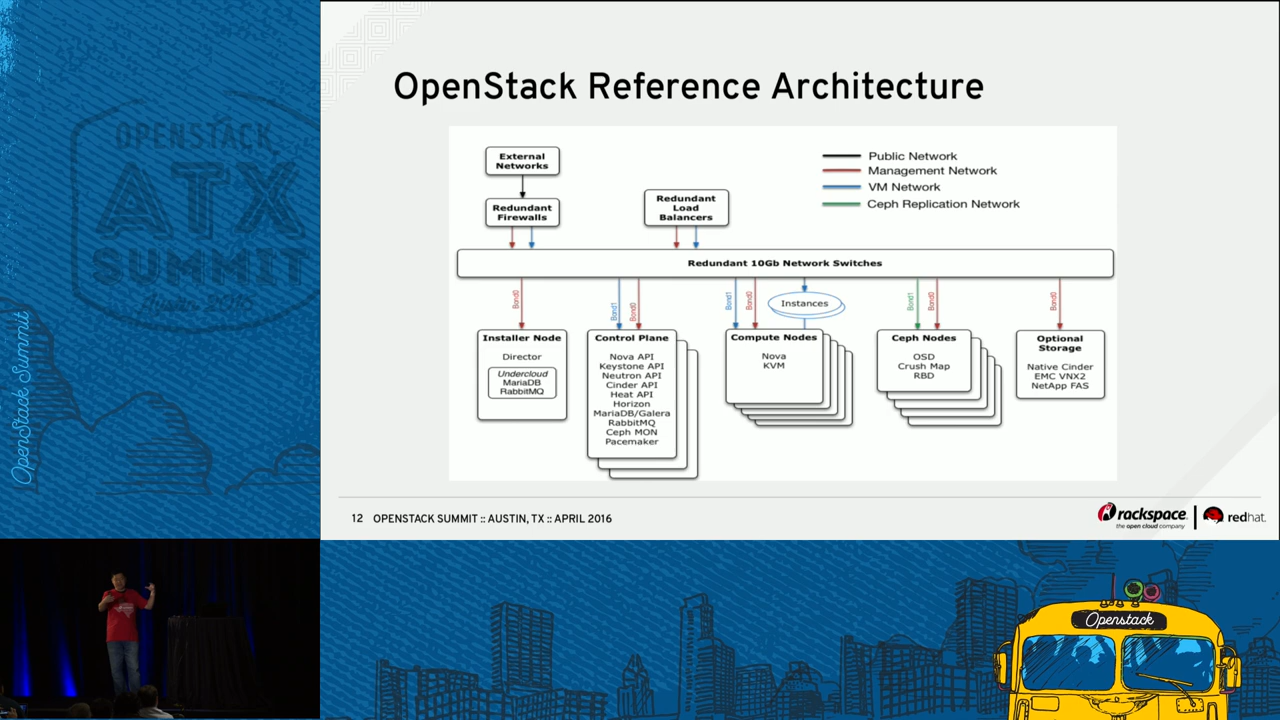 OPENSTACK
ATX
SUMMIT
Austin
OpenStack Summit
OpenStack Reference Architecture
External
Networks
Redundant
Firewalls
Redundant
Load
Balancers
Public Network
Management Network
VM Network
Ceph Replication Network
Redundant 10Gb Network Switches
Bond0
Bond1
Bond0
Bond1
Bond0
Instances
Bond1
Bond0
Bond0
Installer Node
Director
Undercloud
MariaDB
RabbitMQ
Control Plane
Nova API
Keystone API
Neutron API
Cinder API
Heat API
Horizon
MariaDB/Galera
RabbitMQ
Ceph MON
Pacemaker
Compute Nodes
Nova
KVM
Ceph Nodes
OSD
Crush Map
RBD
Optional
Storage
Native Cinder
EMC VNX2
NetApp FAS
12 OPENSTACK SUMMIT :: AUSTIN, TX :: APRIL 2016
rackspace.
the open cloud company
redhat.
Openstack